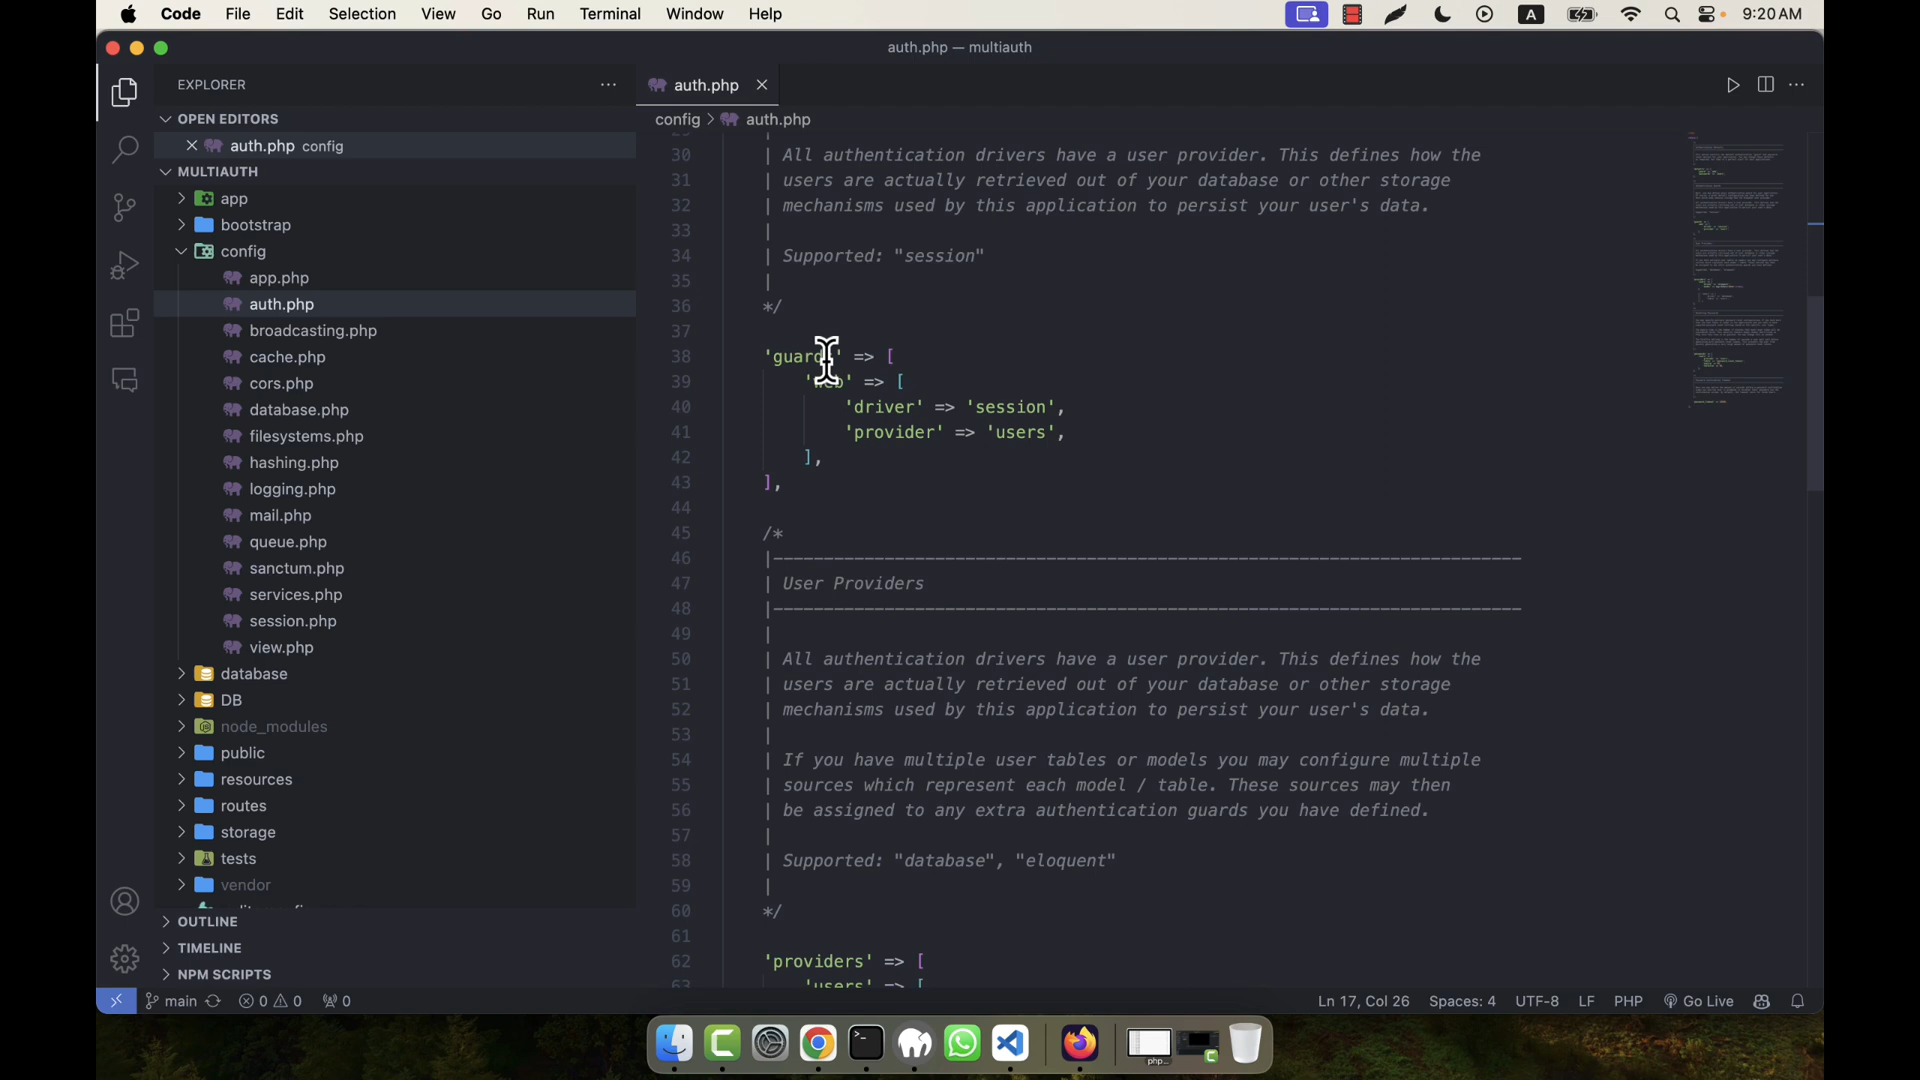 Code File Edit Selection View Go Run Terminal Window Help A 9:20 AM
auth.php — multiauth
EXPLORER
OPEN EDITORS
auth.php config
MULTIAUTH
app
bootstrap
config
app.php
auth.php
broadcasting.php
cache.php
cors.php
database.php
filesystems.php
hashing.php
logging.php
mail.php
queue.php
sanctum.php
services.php
session.php
view.php
database
DB
node_modules
public
resources
routes
storage
tests
vendor
OUTLINE
TIMELINE
NPM SCRIPTS
auth.php
config > auth.php
30 | All authentication drivers have a user provider. This defines how the
31 | users are actually retrieved out of your database or other storage
32 | mechanisms used by this application to persist your user's data.
33 |
34 | Supported: "session"
35 |
36 */
37
38 'guards' => [
39 'web' => [
40 'driver' => 'session',
41 'provider' => 'users',
42 ],
43 ],
44
45 /*
46 |--------------------------------------------------------------------------
47 | User Providers
48 |--------------------------------------------------------------------------
49 |
50 | All authentication drivers have a user provider. This defines how the
51 | users are actually retrieved out of your database or other storage
52 | mechanisms used by this application to persist your user's data.
53 |
54 | If you have multiple user tables or models you may configure multiple
55 | sources which represent each model / table. These sources may then
56 | be assigned to any extra authentication guards you have defined.
57 |
58 | Supported: "database", "eloquent"
59 |
60 */
61
62 'providers' => [
63 'users' => [
main 0 0 0 Ln 17, Col 26 Spaces: 4 UTF-8 LF PHP Go Live
php...